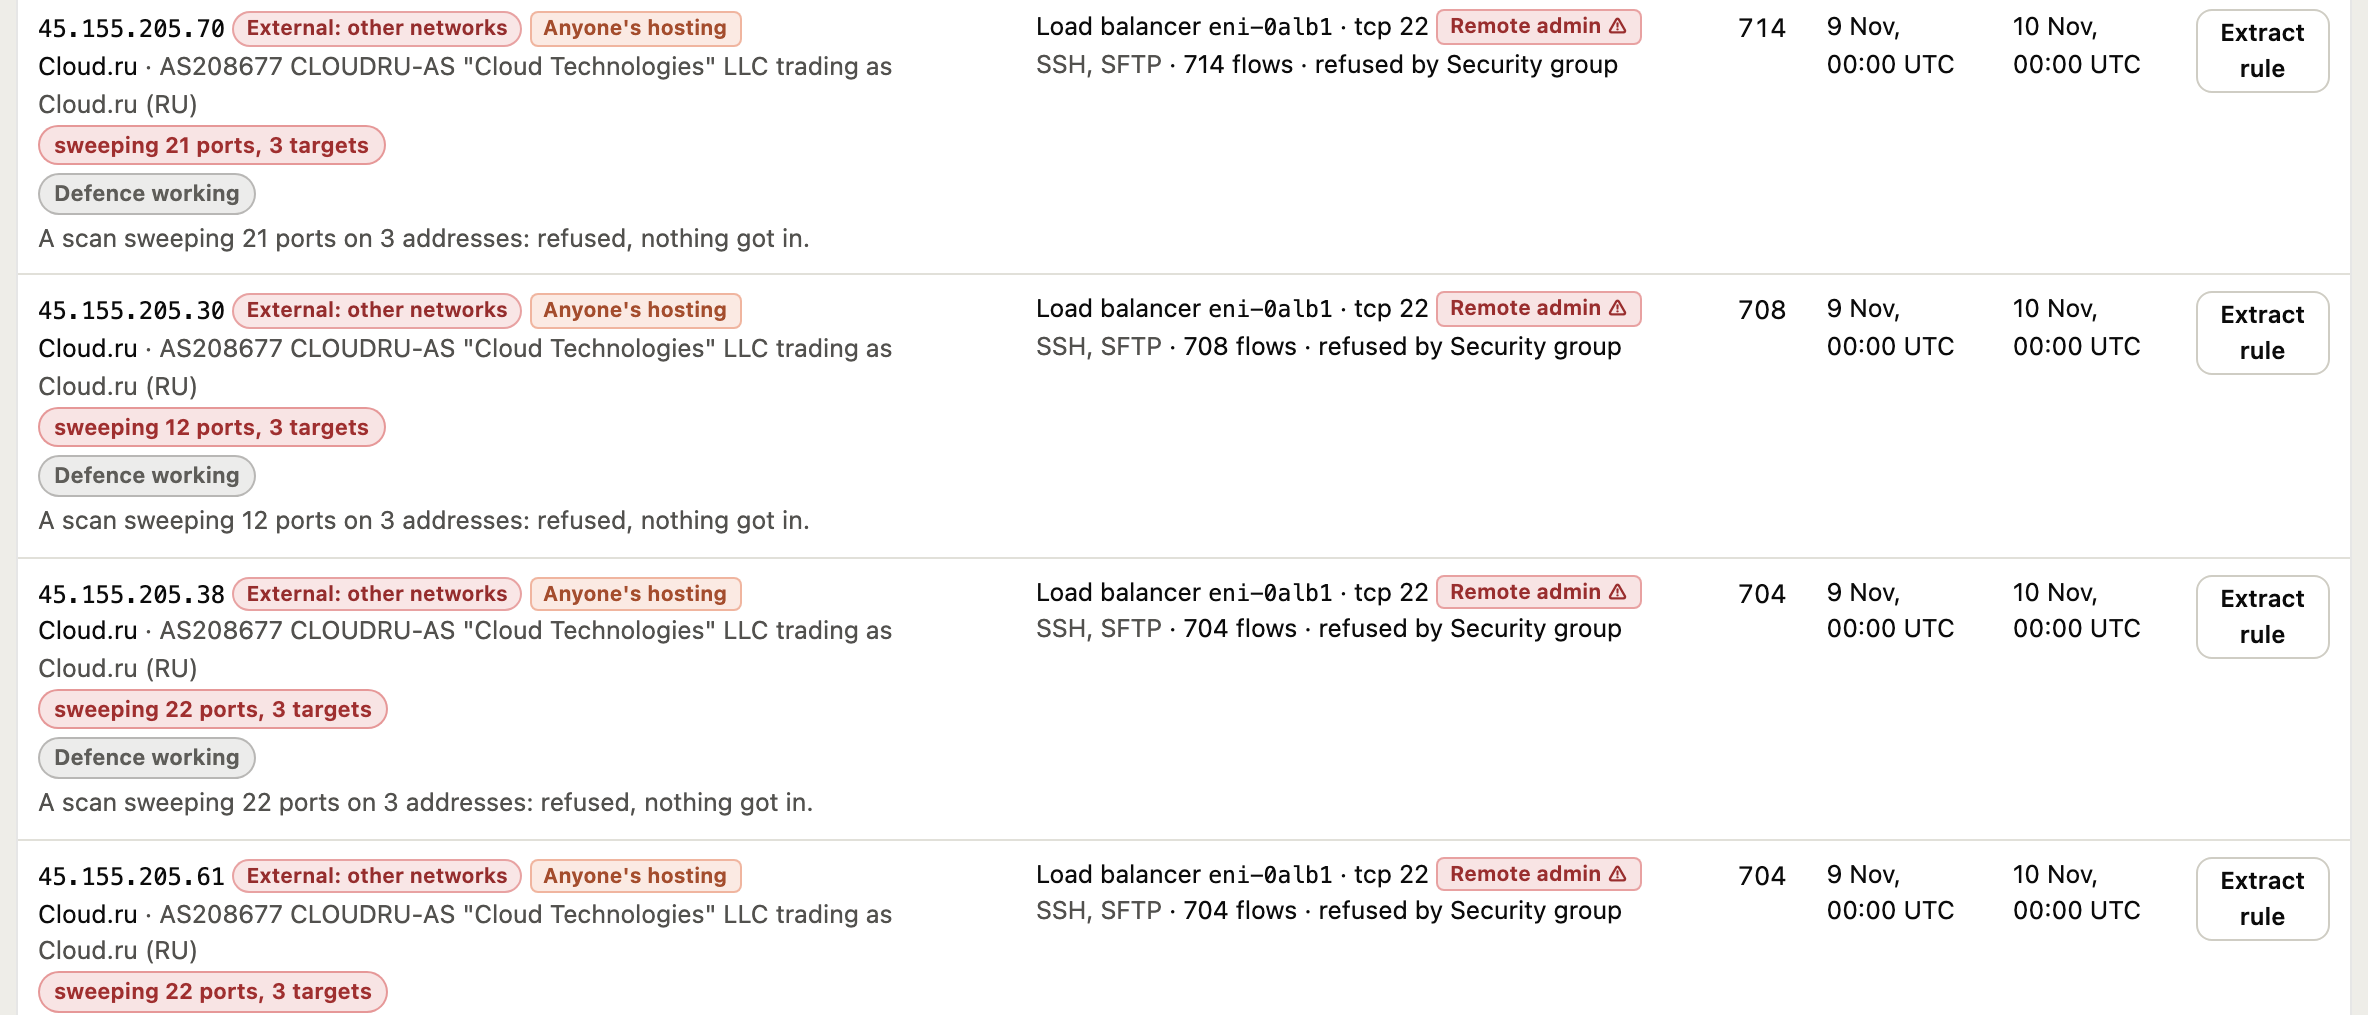 45.155.205.70 External: other networks Anyone's hosting
Cloud.ru · AS208677 CLOUDRU-AS "Cloud Technologies" LLC trading as
Cloud.ru (RU)
sweeping 21 ports, 3 targets
Defence working
A scan sweeping 21 ports on 3 addresses: refused, nothing got in.
Load balancer eni-0alb1 · tcp 22 Remote admin ⚠
SSH, SFTP · 714 flows · refused by Security group
714
9 Nov,
00:00 UTC
10 Nov,
00:00 UTC
Extract
rule
45.155.205.30 External: other networks Anyone's hosting
Cloud.ru · AS208677 CLOUDRU-AS "Cloud Technologies" LLC trading as
Cloud.ru (RU)
sweeping 12 ports, 3 targets
Defence working
A scan sweeping 12 ports on 3 addresses: refused, nothing got in.
Load balancer eni-0alb1 · tcp 22 Remote admin ⚠
SSH, SFTP · 708 flows · refused by Security group
708
9 Nov,
00:00 UTC
10 Nov,
00:00 UTC
Extract
rule
45.155.205.38 External: other networks Anyone's hosting
Cloud.ru · AS208677 CLOUDRU-AS "Cloud Technologies" LLC trading as
Cloud.ru (RU)
sweeping 22 ports, 3 targets
Defence working
A scan sweeping 22 ports on 3 addresses: refused, nothing got in.
Load balancer eni-0alb1 · tcp 22 Remote admin ⚠
SSH, SFTP · 704 flows · refused by Security group
704
9 Nov,
00:00 UTC
10 Nov,
00:00 UTC
Extract
rule
45.155.205.61 External: other networks Anyone's hosting
Cloud.ru · AS208677 CLOUDRU-AS "Cloud Technologies" LLC trading as
Cloud.ru (RU)
sweeping 22 ports, 3 targets
Load balancer eni-0alb1 · tcp 22 Remote admin ⚠
SSH, SFTP · 704 flows · refused by Security group
704
9 Nov,
00:00 UTC
10 Nov,
00:00 UTC
Extract
rule